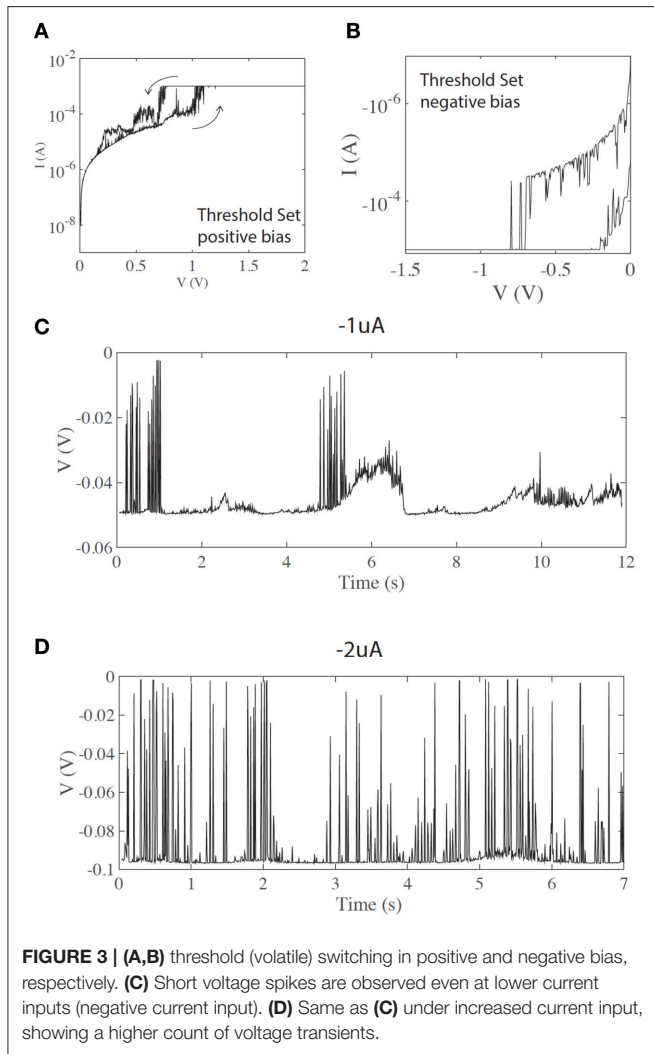 A
B
10⁻²
10⁻⁴
10⁻⁶
10⁻⁸
I (A)
Threshold Set
positive bias
0
0.5
1
1.5
2
V (V)
Threshold Set
negative bias
-10⁻⁶
-10⁻⁴
I (A)
-1.5
-1
-0.5
0
V (V)
C
-1uA
0
-0.02
-0.04
-0.06
V (V)
0
2
4
6
8
10
12
Time (s)
D
-2uA
0
-0.02
-0.04
-0.06
-0.08
-0.1
V (V)
0
1
2
3
4
5
6
7
Time (s)
FIGURE 3 | (A,B) threshold (volatile) switching in positive and negative bias,
respectively. (C) Short voltage spikes are observed even at lower current
inputs (negative current input). (D) Same as (C) under increased current input,
showing a higher count of voltage transients.